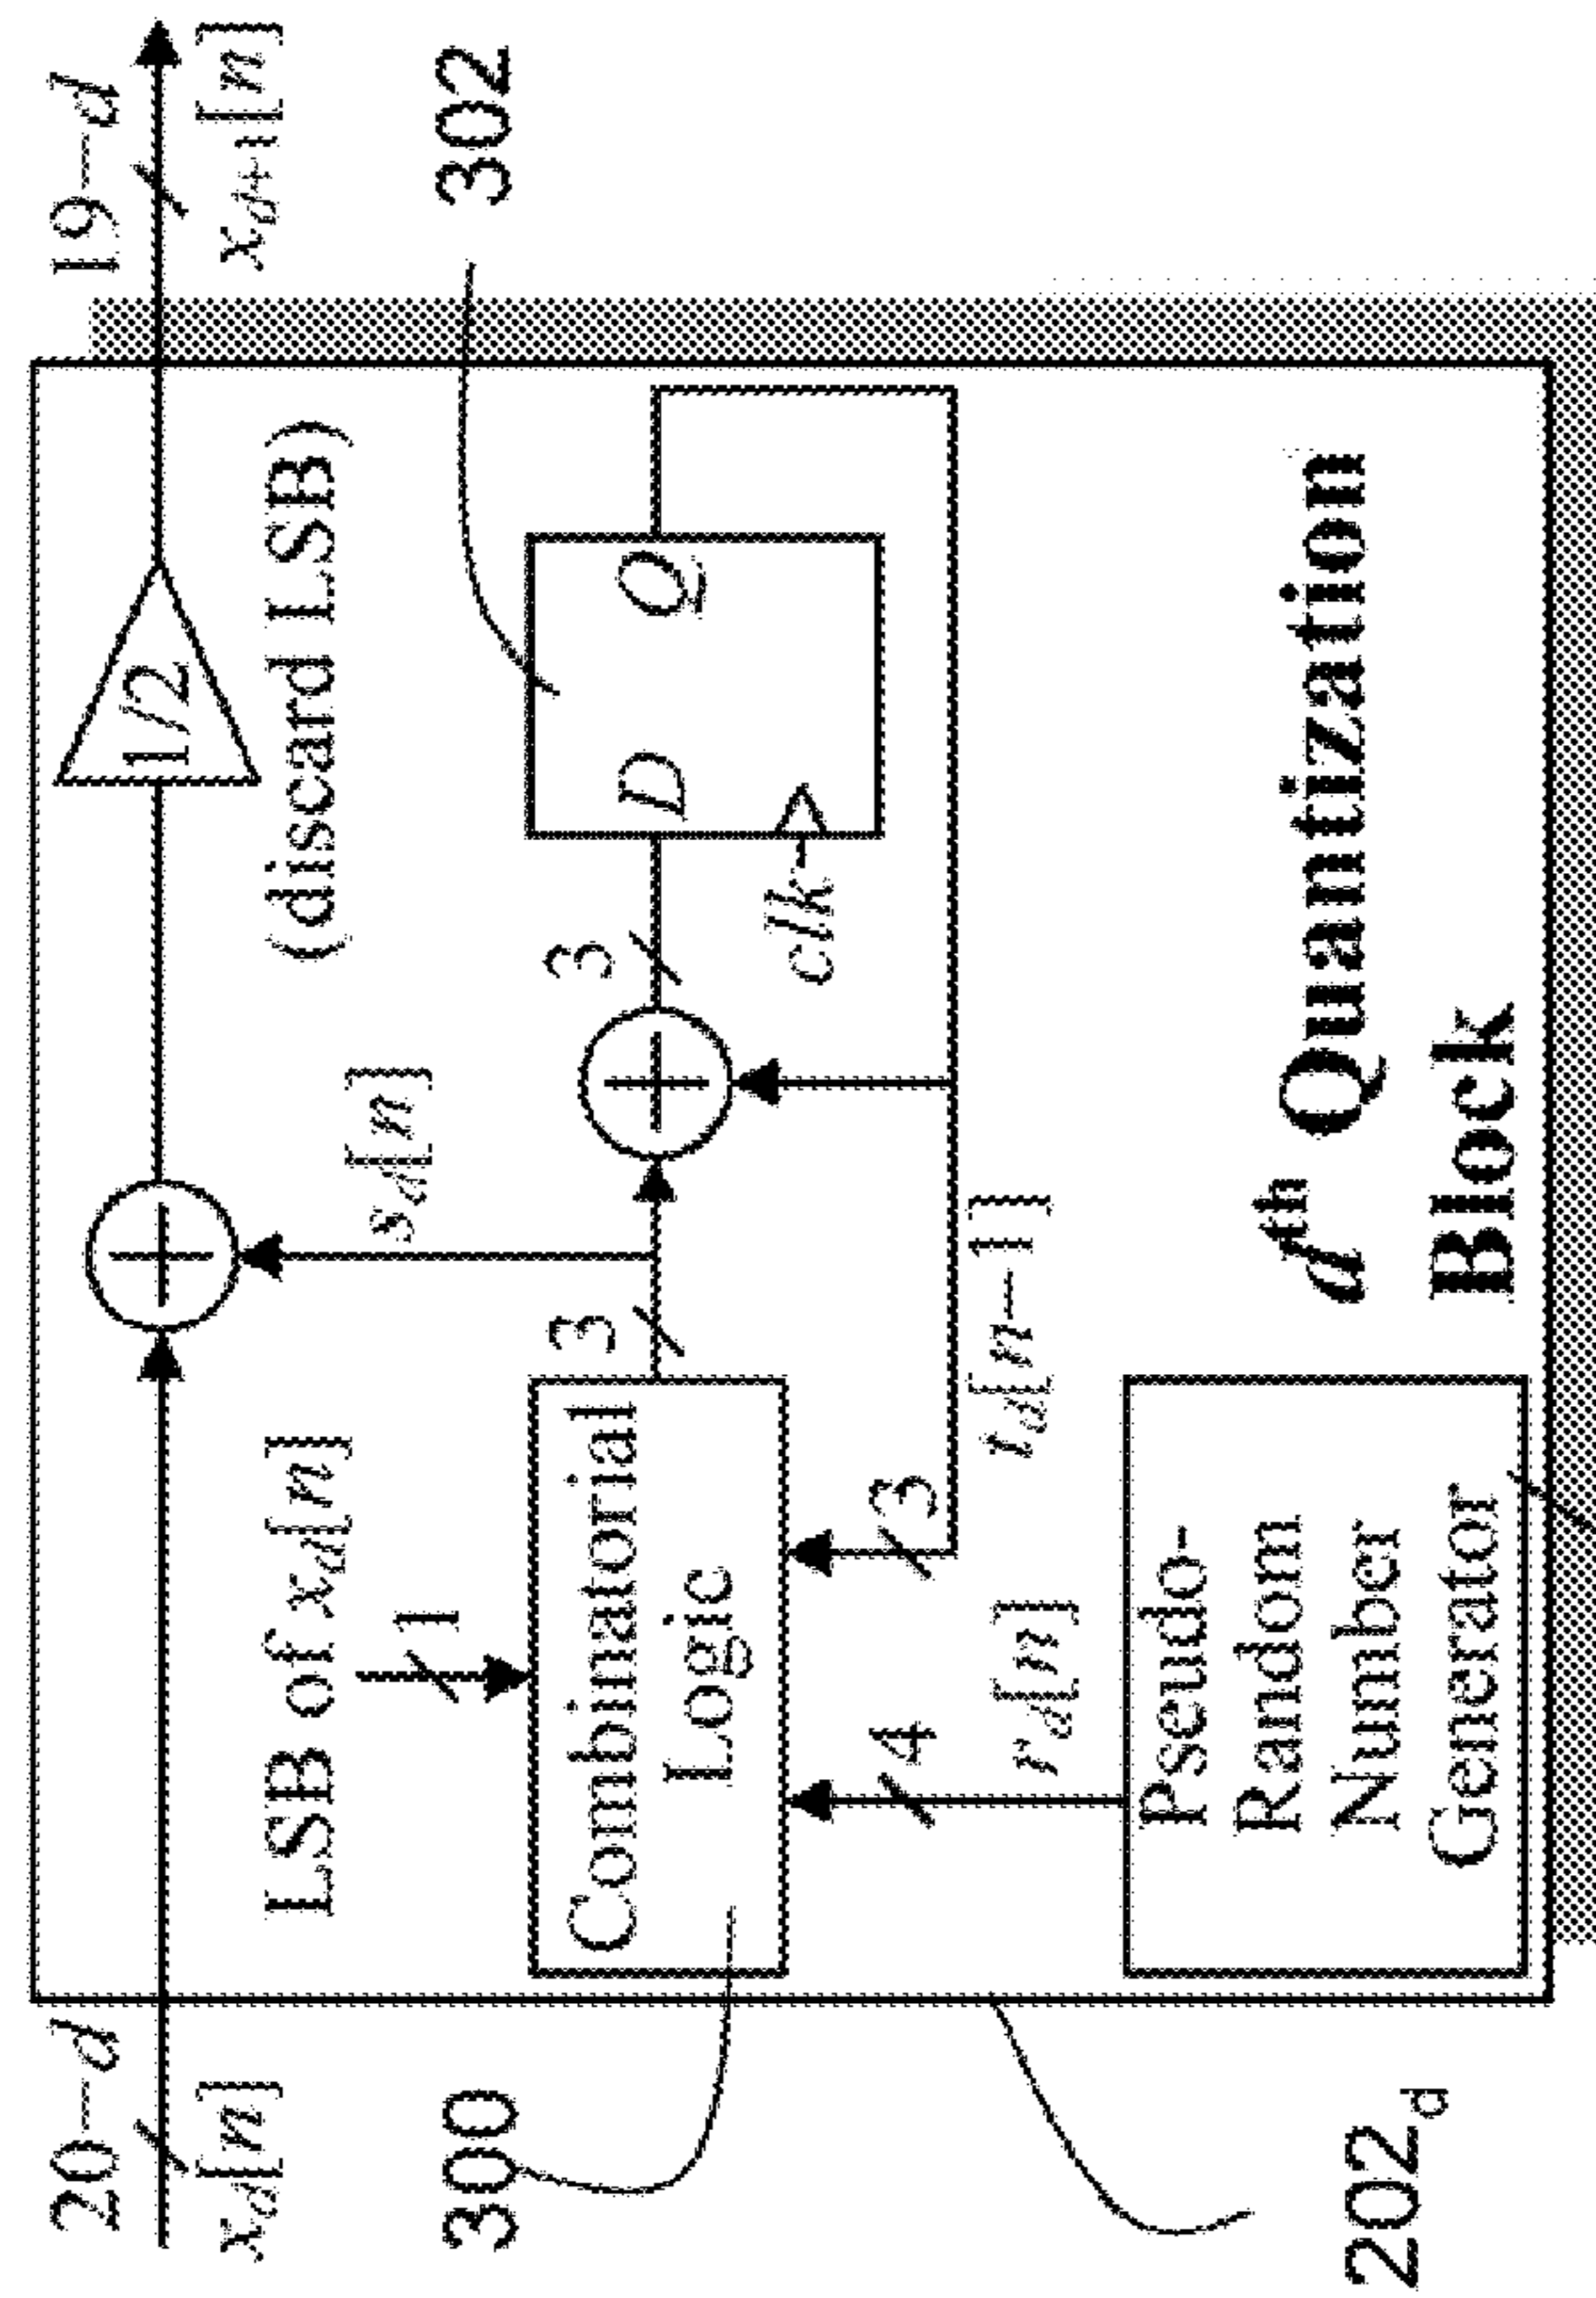 20−d
x_d[n]
19−d
x_{d+1}[n]
1/2
(discard LSB)
s_d[n]
LSB of x_d[n]
1
Combinatorial
Logic
3
3
D
Q
clk
302
300
4
3
r_d[n]
t_d[n−1]
Pseudo-
Random
Number
Generator
d^th Quantization
Block
202_d